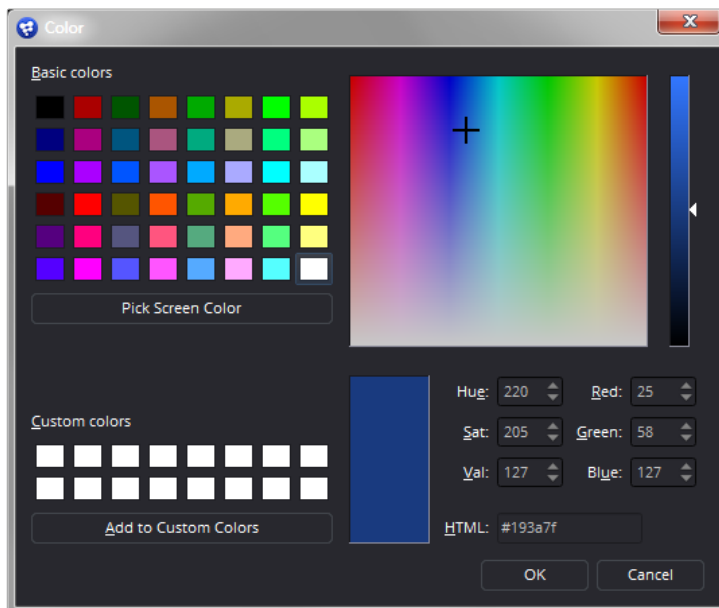 Color
Basic colors
Pick Screen Color
Custom colors
Add to Custom Colors
Hue: 220 Red: 25
Sat: 205 Green: 58
Val: 127 Blue: 127
HTML: #193a7f
OK Cancel